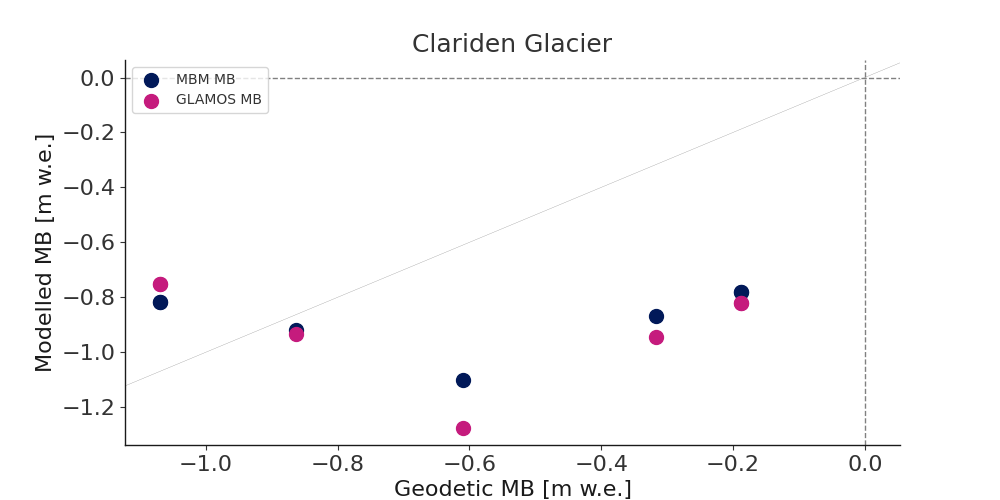 Clariden Glacier
MBM MB
GLAMOS MB
Modelled MB [m w.e.]
0.0
−0.2
−0.4
−0.6
−0.8
−1.0
−1.2
−1.0 −0.8 −0.6 −0.4 −0.2 0.0
Geodetic MB [m w.e.]